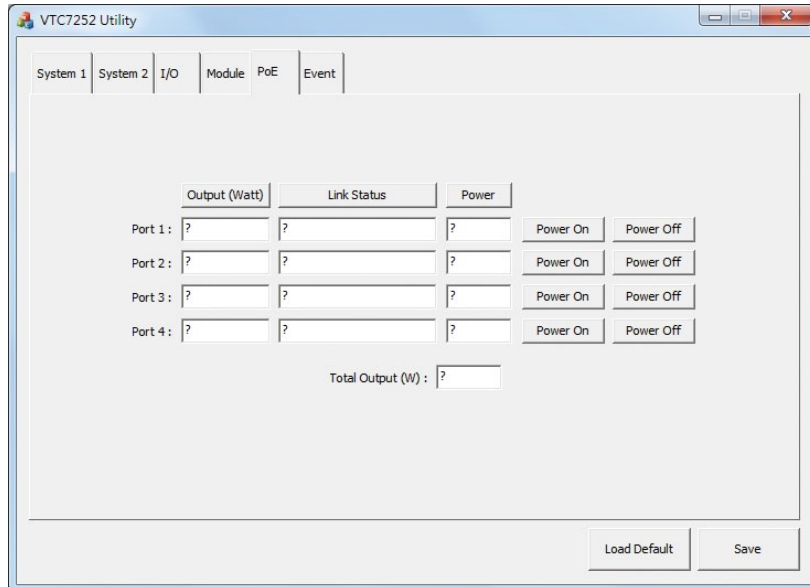 VTC7252 Utility
System 1 System 2 I/O Module PoE Event
Output (Watt) Link Status Power
Port 1 : ? ? ? Power On Power Off
Port 2 : ? ? ? Power On Power Off
Port 3 : ? ? ? Power On Power Off
Port 4 : ? ? ? Power On Power Off
Total Output (W) : ?
Load Default Save